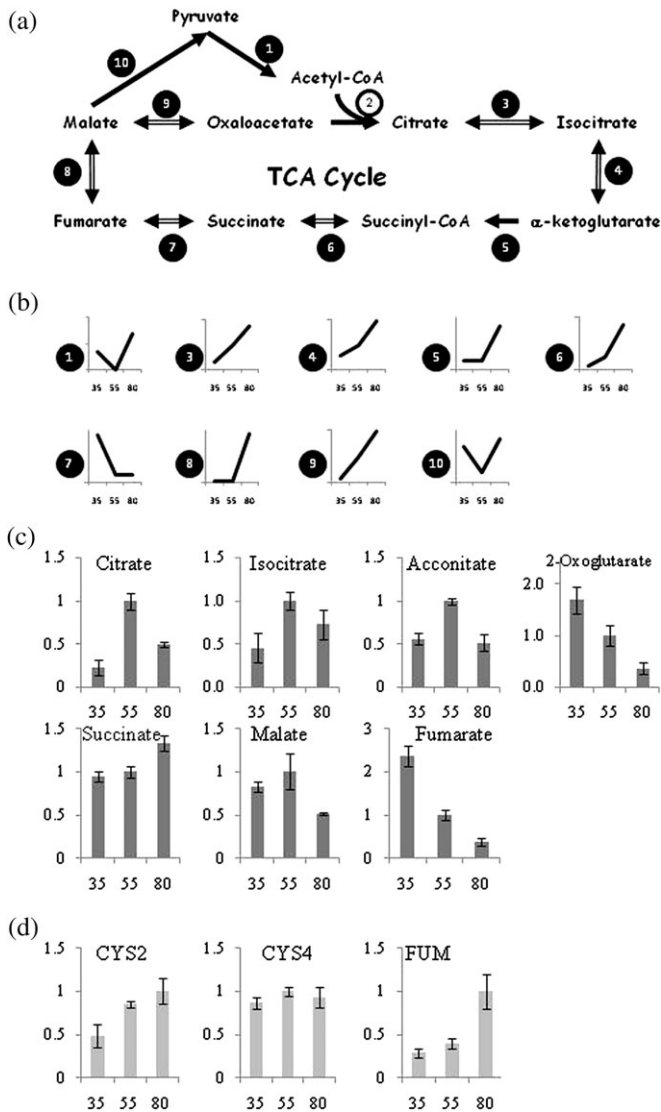 (a)
Pyruvate
10
1
Acetyl-CoA
2
9
3
Malate Oxaloacetate Citrate Isocitrate
8
TCA Cycle
4
Fumarate Succinate Succinyl-CoA α-ketoglutarate
7
6
5
(b)
1 3 4 5 6
35 55 80 35 55 80 35 55 80 35 55 80 35 55 80
7 8 9 10
35 55 80 35 55 80 35 55 80 35 55 80
(c)
Citrate
1.5
1
0.5
0
35 55 80
Isocitrate
1.5
1
0.5
0
35 55 80
Acconitate
1.5
1
0.5
0
35 55 80
2-Oxoglutarate
2.0
1.0
0.0
35 55 80
Succinate
1.5
1
0.5
0
35 55 80
Malate
1.5
1
0.5
0
35 55 80
Fumarate
3
2
1
0
35 55 80
(d)
CYS2
1.5
1
0.5
0
35 55 80
CYS4
1.5
1
0.5
0
35 55 80
FUM
1.5
1
0.5
0
35 55 80